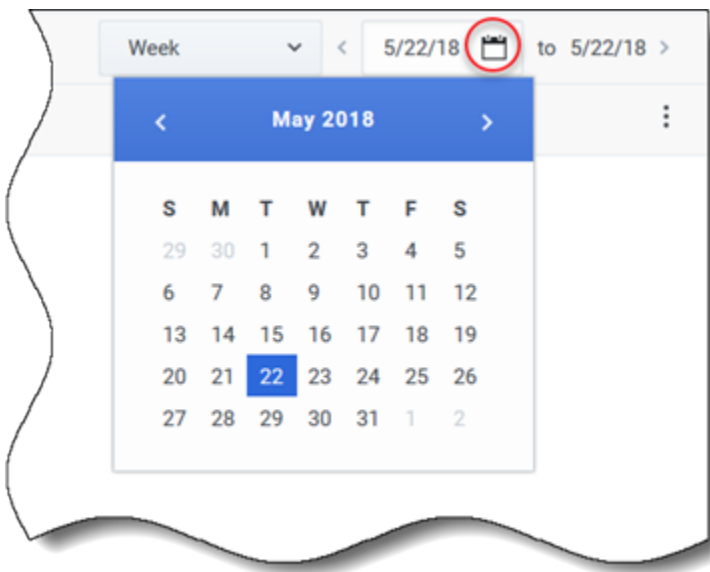 Week 5/22/18 to 5/22/18
May 2018
S M T W T F S
29 30 1 2 3 4 5
6 7 8 9 10 11 12
13 14 15 16 17 18 19
20 21 22 23 24 25 26
27 28 29 30 31 1 2